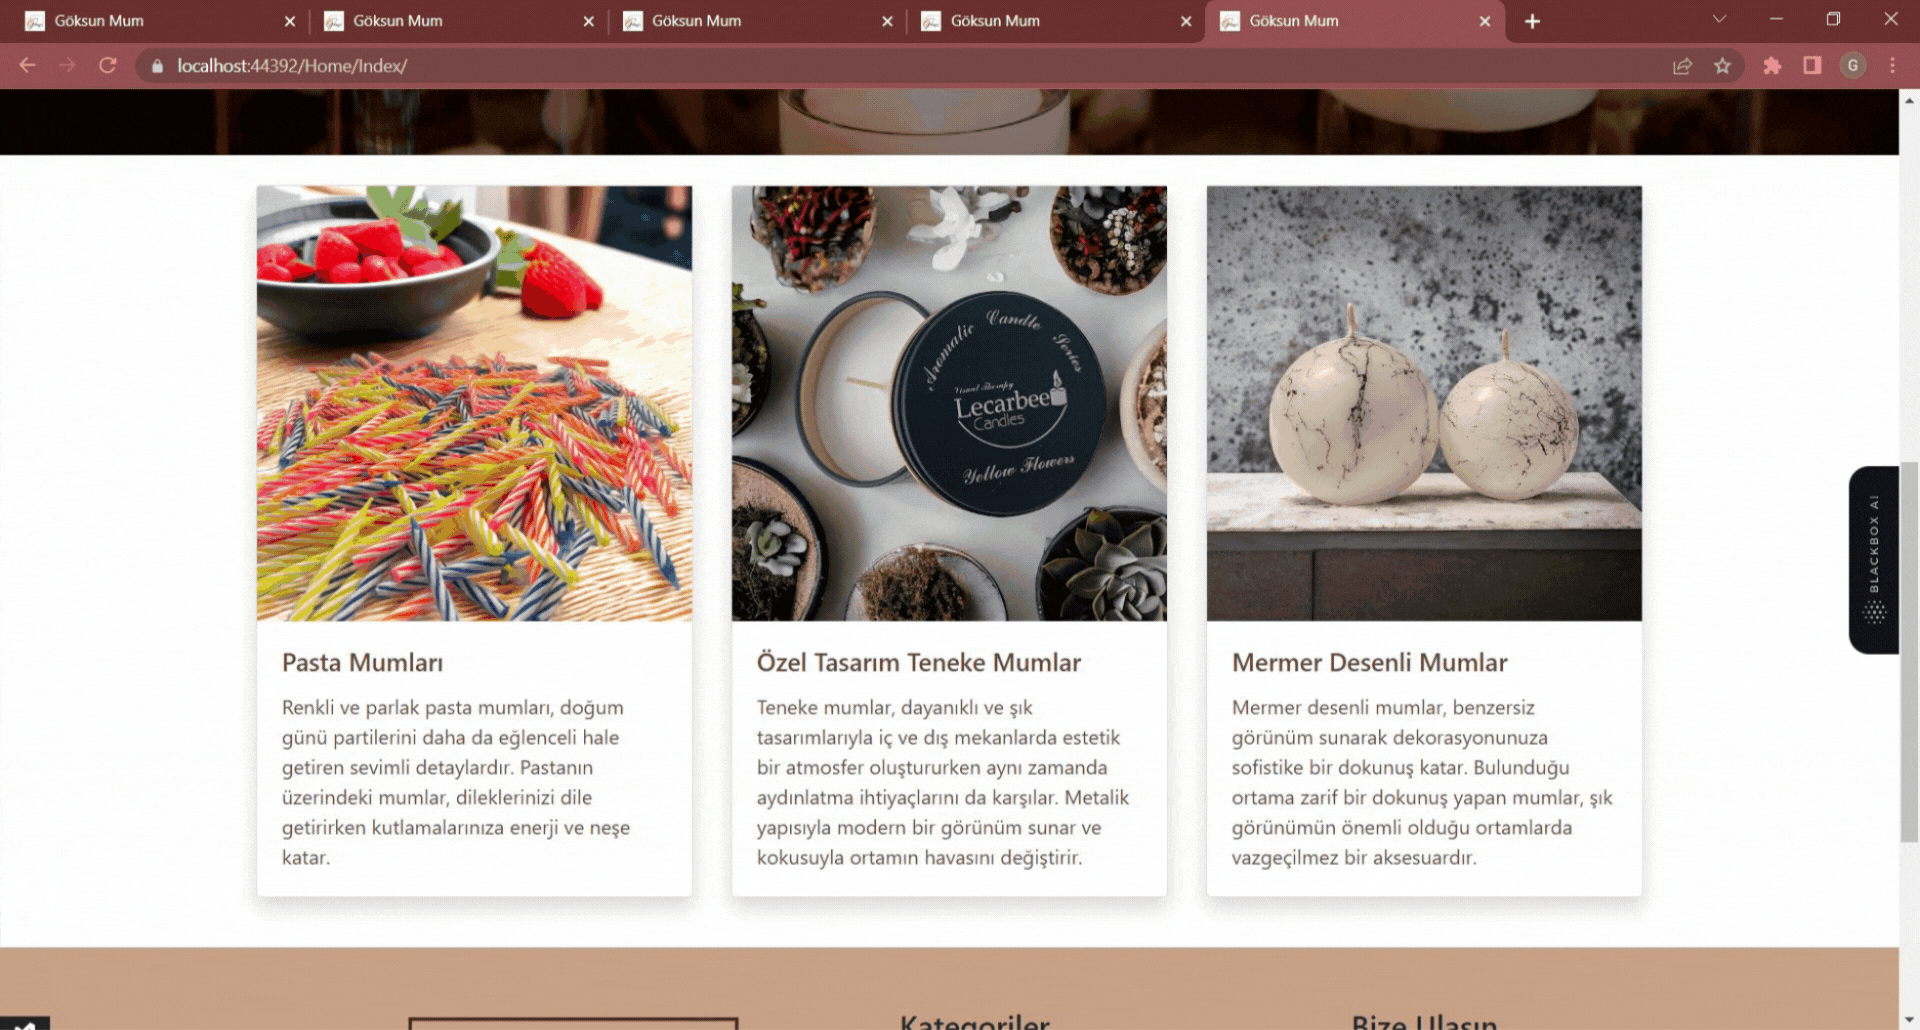 Göksun Mum
Göksun Mum
Göksun Mum
Göksun Mum
Göksun Mum
localhost:44392/Home/Index/
G
Aromatic Candle Series
Visual Therapy
Lecarbee
Candles
Yellow Flowers
BLACKBOX AI
Pasta Mumları
Renkli ve parlak pasta mumları, doğum
günü partilerini daha da eğlenceli hale
getiren sevimli detaylardır. Pastanın
üzerindeki mumlar, dileklerinizi dile
getirirken kutlamalarınıza enerji ve neşe
katar.
Özel Tasarım Teneke Mumlar
Teneke mumlar, dayanıklı ve şık
tasarımlarıyla iç ve dış mekanlarda estetik
bir atmosfer oluştururken aynı zamanda
aydınlatma ihtiyaçlarını da karşılar. Metalik
yapısıyla modern bir görünüm sunar ve
kokusuyla ortamın havasını değiştirir.
Mermer Desenli Mumlar
Mermer desenli mumlar, benzersiz
görünüm sunarak dekorasyonunuza
sofistike bir dokunuş katar. Bulunduğu
ortama zarif bir dokunuş yapan mumlar, şık
görünümün önemli olduğu ortamlarda
vazgeçilmez bir aksesuardır.
Kategoriler
Bize Ulaşın